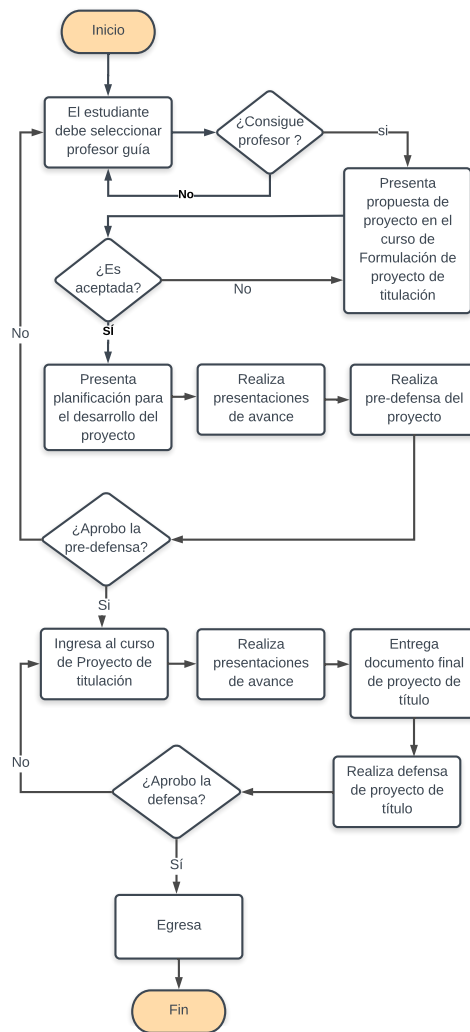 Inicio
El estudiante
debe seleccionar
profesor guía
¿Consigue
profesor ?
si
No
Presenta
propuesta de
proyecto en el
curso de
Formulación de
proyecto de
titulación
¿Es
aceptada?
No
SÍ
No
Presenta
planificación para
el desarrollo del
proyecto
Realiza
presentaciones
de avance
Realiza
pre-defensa del
proyecto
¿Aprobo la
pre-defensa?
Si
Ingresa al curso
de Proyecto de
titulación
Realiza
presentaciones
de avance
Entrega
documento final
de proyecto de
título
No
Realiza defensa
de proyecto de
título
¿Aprobo la
defensa?
Sí
Egresa
Fin